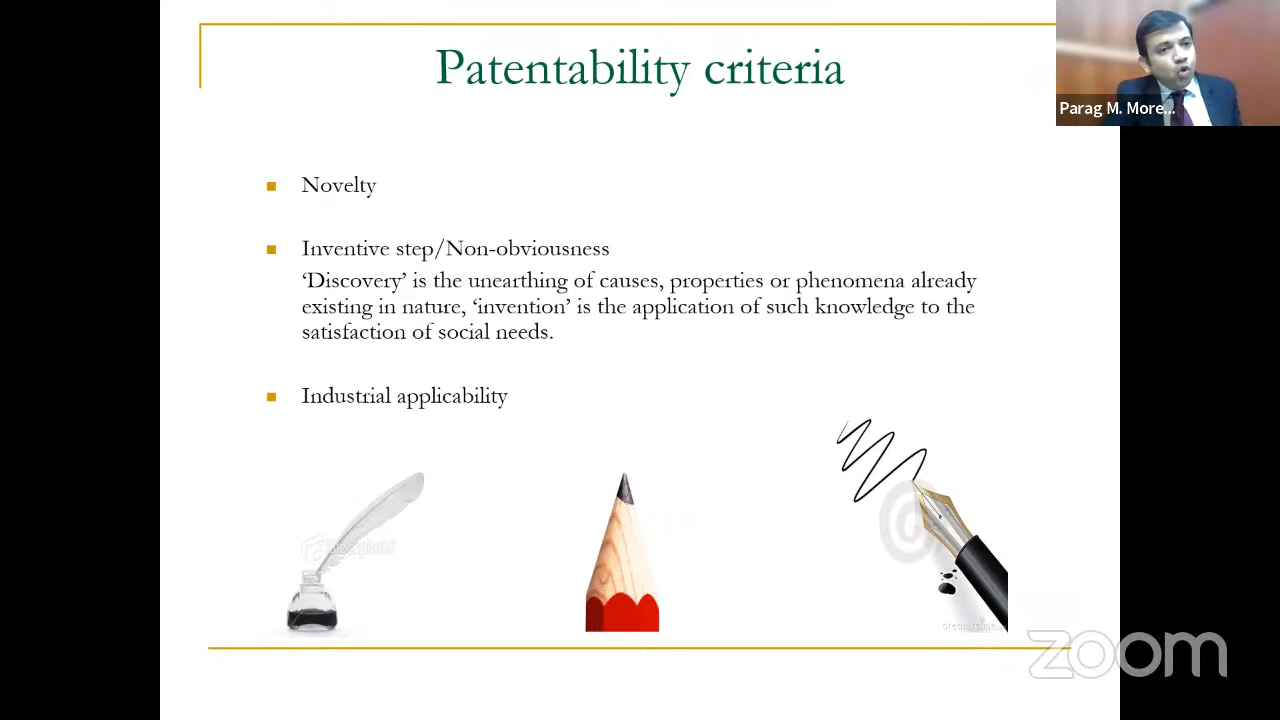 Patentability criteria
Parag M. More...
Novelty
Inventive step/Non-obviousness
‘Discovery’ is the unearthing of causes, properties or phenomena already
existing in nature, ‘invention’ is the application of such knowledge to the
satisfaction of social needs.
Industrial applicability
zoom